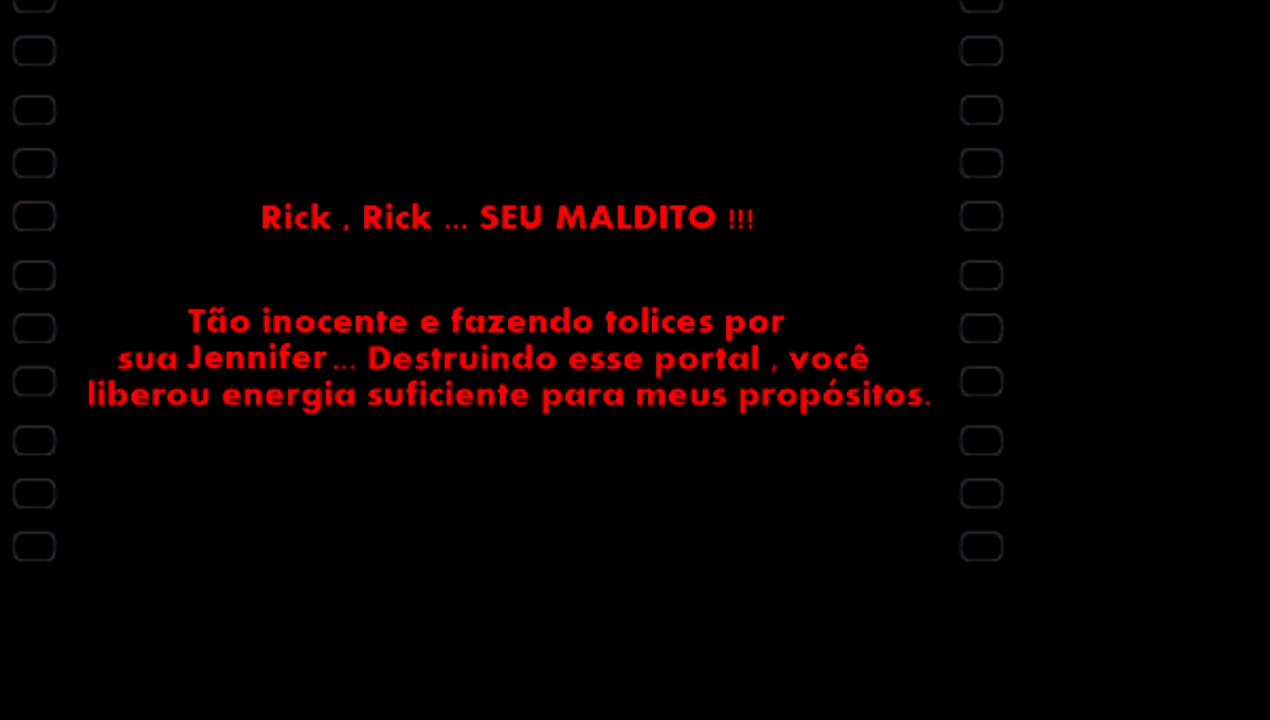 Rick , Rick ... SEU MALDITO !!!
Tão inocente e fazendo tolices por
sua Jennifer ... Destruindo esse portal , você
liberou energia suficiente para meus propósitos.